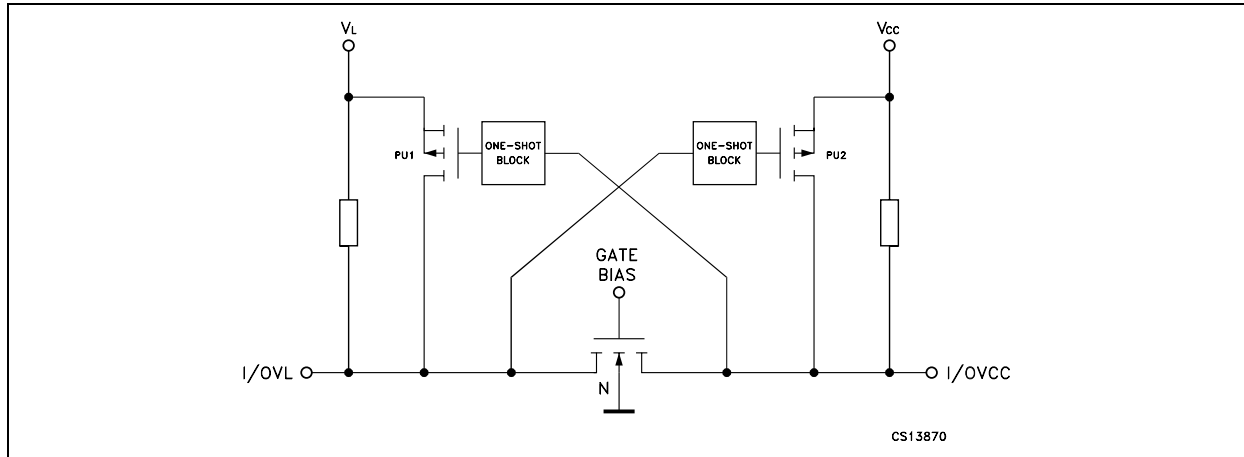 VL
VCC
PU1
ONE-SHOT
BLOCK
ONE-SHOT
BLOCK
PU2
GATE
BIAS
I/OVL
N
I/OVCC
CS13870